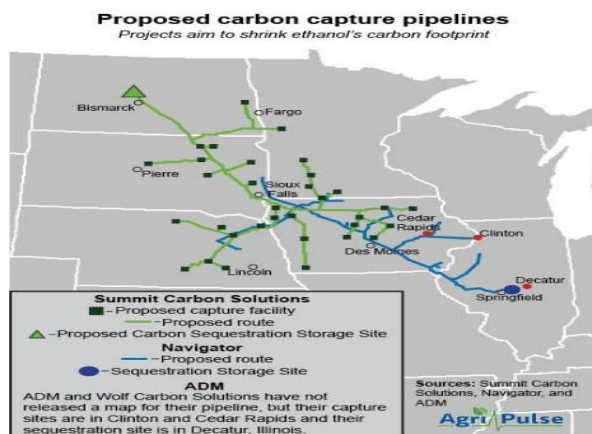 Proposed carbon capture pipelines
Projects aim to shrink ethanol's carbon footprint
Bismarck
Fargo
Pierre
Sioux
Falls
Cedar
Rapids
Clinton
Des Moines
Lincoln
Decatur
Springfield
Summit Carbon Solutions
-Proposed capture facility
-Proposed route
-Proposed Carbon Sequestration Storage Site
Navigator
-Proposed route
-Sequestration Storage Site
ADM
ADM and Wolf Carbon Solutions have not
released a map for their pipeline, but their capture
sites are in Clinton and Cedar Rapids and their
sequestration site is in Decatur, Illinois.
Sources: Summit Carbon
Solutions, Navigator, and
ADM
Agri Pulse